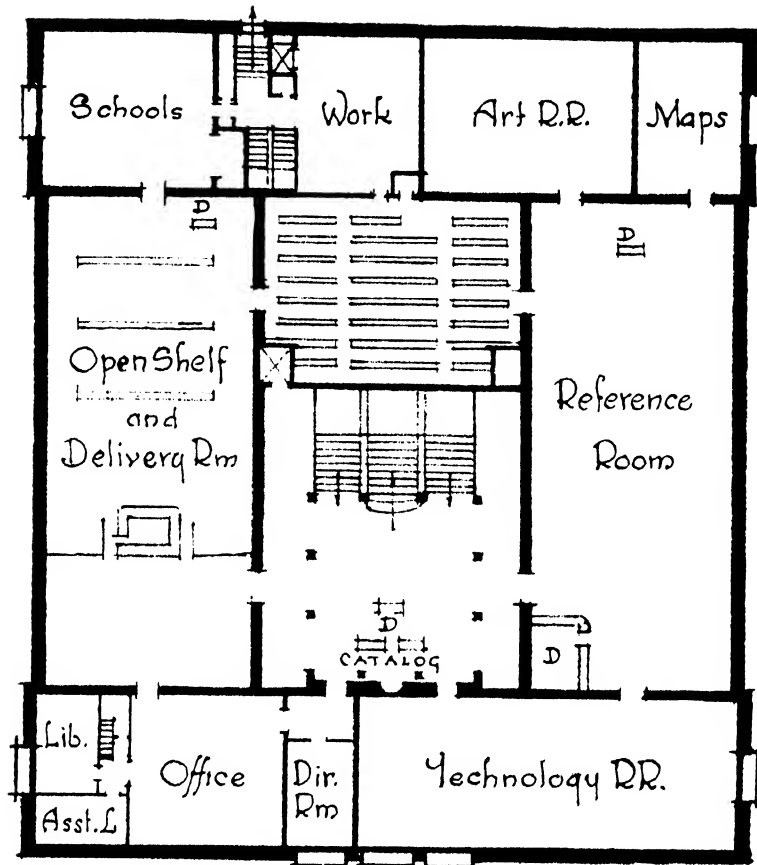 Schools
Work
Art R.R.
Maps
D
D
Open Shelf
and
Delivery Rm
Reference
Room
D
CATALOG
D
Lib.
Office
Dir.
Rm
Technology RR.
Asst. L